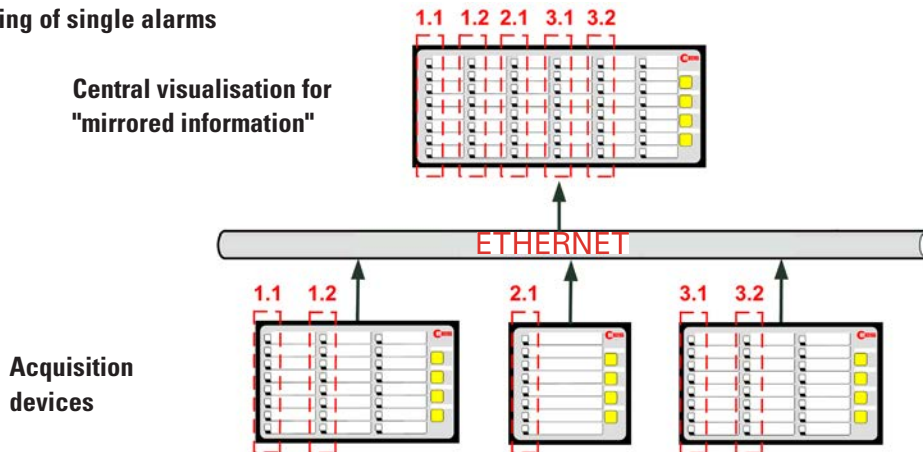 ing of single alarms
1.1 1.2 2.1 3.1 3.2
Central visualisation for
"mirrored information"
ETHERNET
1.1 1.2 2.1 3.1 3.2
Acquisition
devices